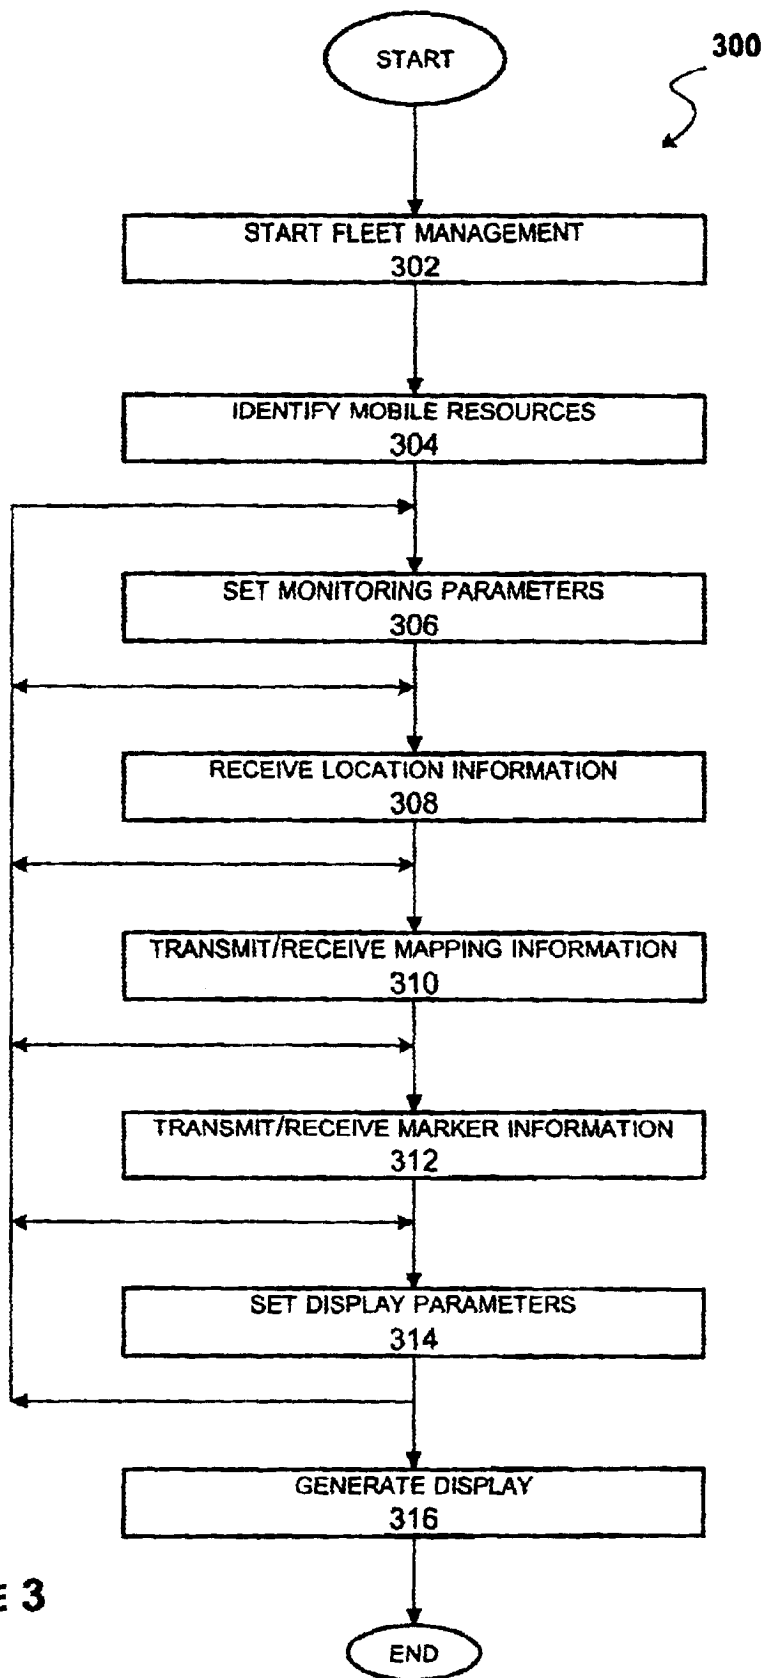 START
300
START FLEET MANAGEMENT
302
IDENTIFY MOBILE RESOURCES
304
SET MONITORING PARAMETERS
306
RECEIVE LOCATION INFORMATION
308
TRANSMIT/RECEIVE MAPPING INFORMATION
310
TRANSMIT/RECEIVE MARKER INFORMATION
312
SET DISPLAY PARAMETERS
314
GENERATE DISPLAY
316
E 3
END